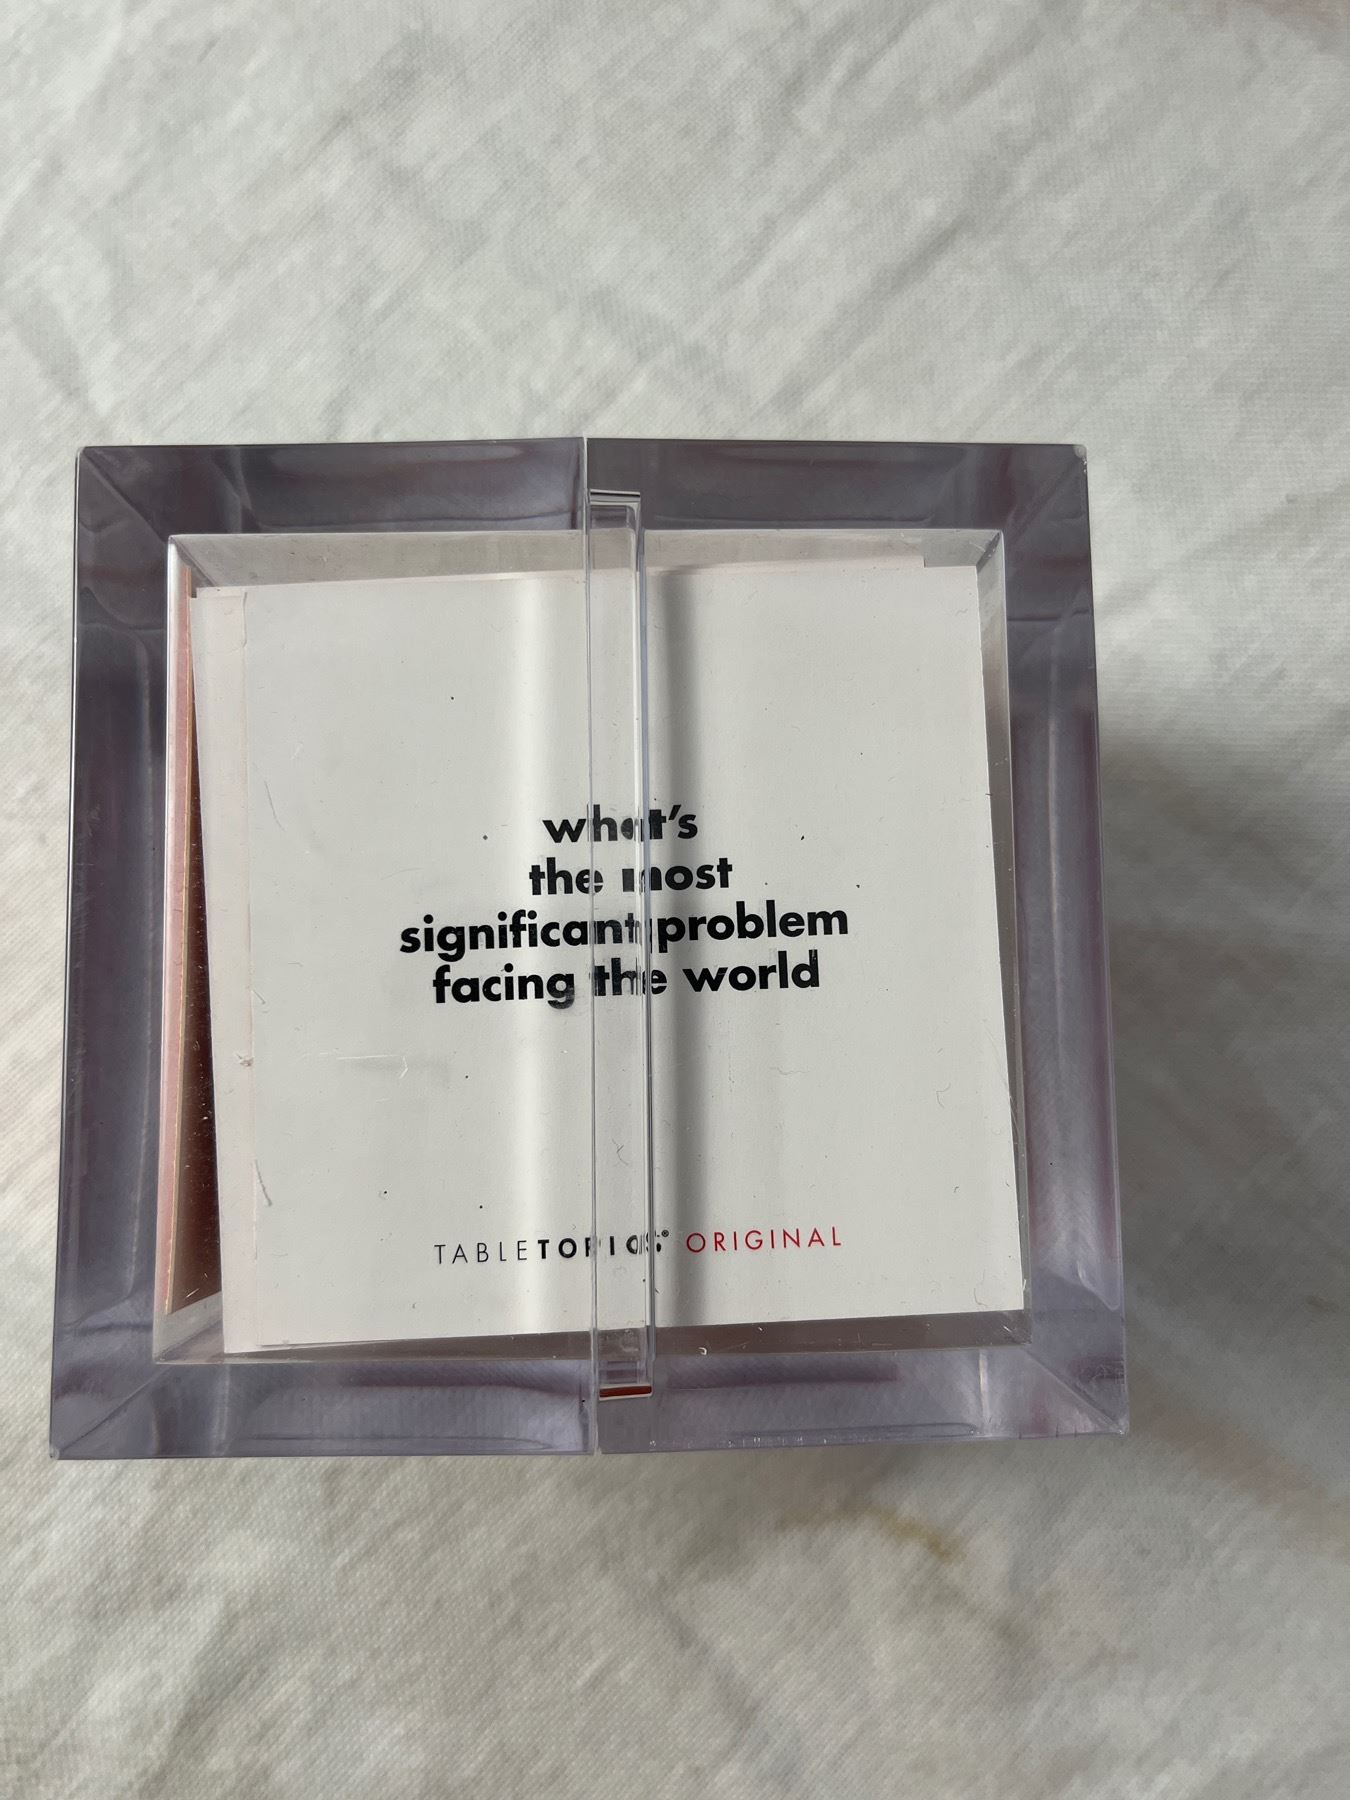 what's
the most
significant problem
facing the world
TABLETOPICS® ORIGINAL